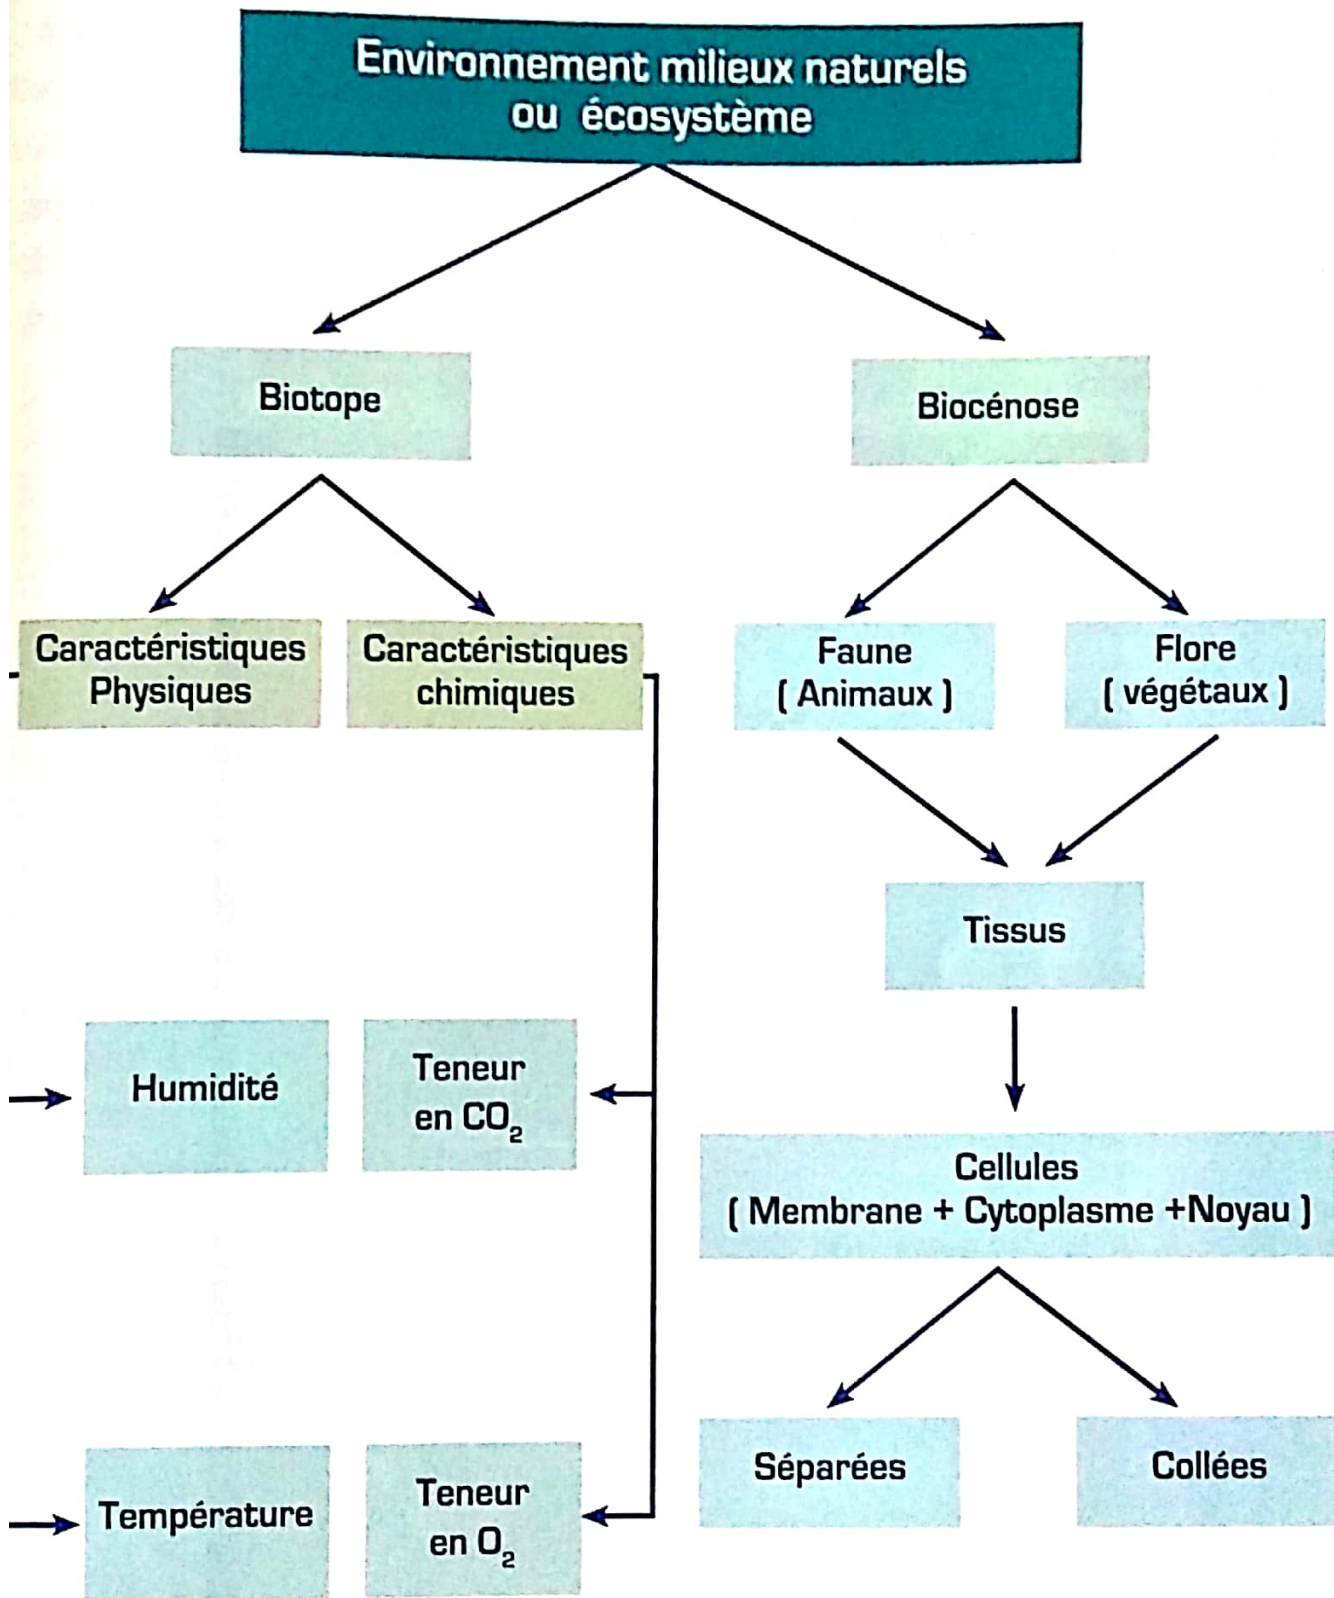 Environnement milieux naturels
ou écosystème
Biotope
Biocénose
Caractéristiques
Physiques
Caractéristiques
chimiques
Faune
( Animaux )
Flore
( végétaux )
Tissus
Humidité
Teneur
en CO₂
Cellules
( Membrane + Cytoplasme +Noyau )
Séparées
Collées
Température
Teneur
en O₂